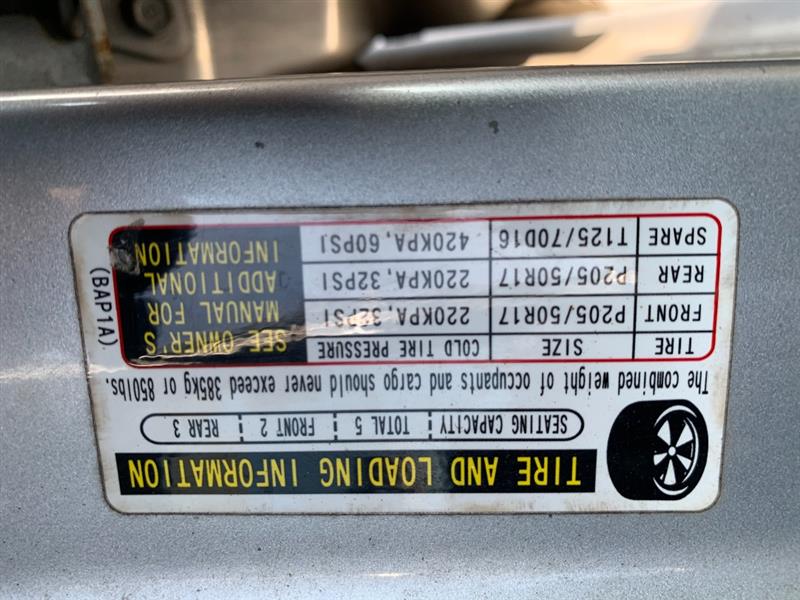 TIRE AND LOADING INFORMATION
SEATING CAPACITY TOTAL 5 FRONT 2 REAR 3
The combined weight of occupants and cargo should never exceed 385kg or 850lbs.
TIRE SIZE COLD TIRE PRESSURE SEE OWNER'S
FRONT P205/50R17 220KPA, 32PSI MANUAL FOR
REAR P205/50R17 220KPA, 32PSI ADDITIONAL
SPARE T125/70D16 420KPA, 60PSI INFORMATION
(BAP1A)